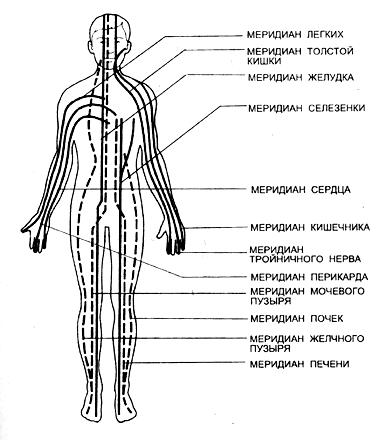 МЕРИДИАН ЛЕГКИХ
МЕРИДИАН ТОЛСТОЙ
КИШКИ
МЕРИДИАН ЖЕЛУДКА
МЕРИДИАН СЕЛЕЗЕНКИ
МЕРИДИАН СЕРДЦА
МЕРИДИАН КИШЕЧНИКА
МЕРИДИАН
ТРОЙНИЧНОГО НЕРВА
МЕРИДИАН ПЕРИКАРДА
МЕРИДИАН МОЧЕВОГО
ПУЗЫРЯ
МЕРИДИАН ПОЧЕК
МЕРИДИАН ЖЕЛЧНОГО
ПУЗЫРЯ
МЕРИДИАН ПЕЧЕНИ